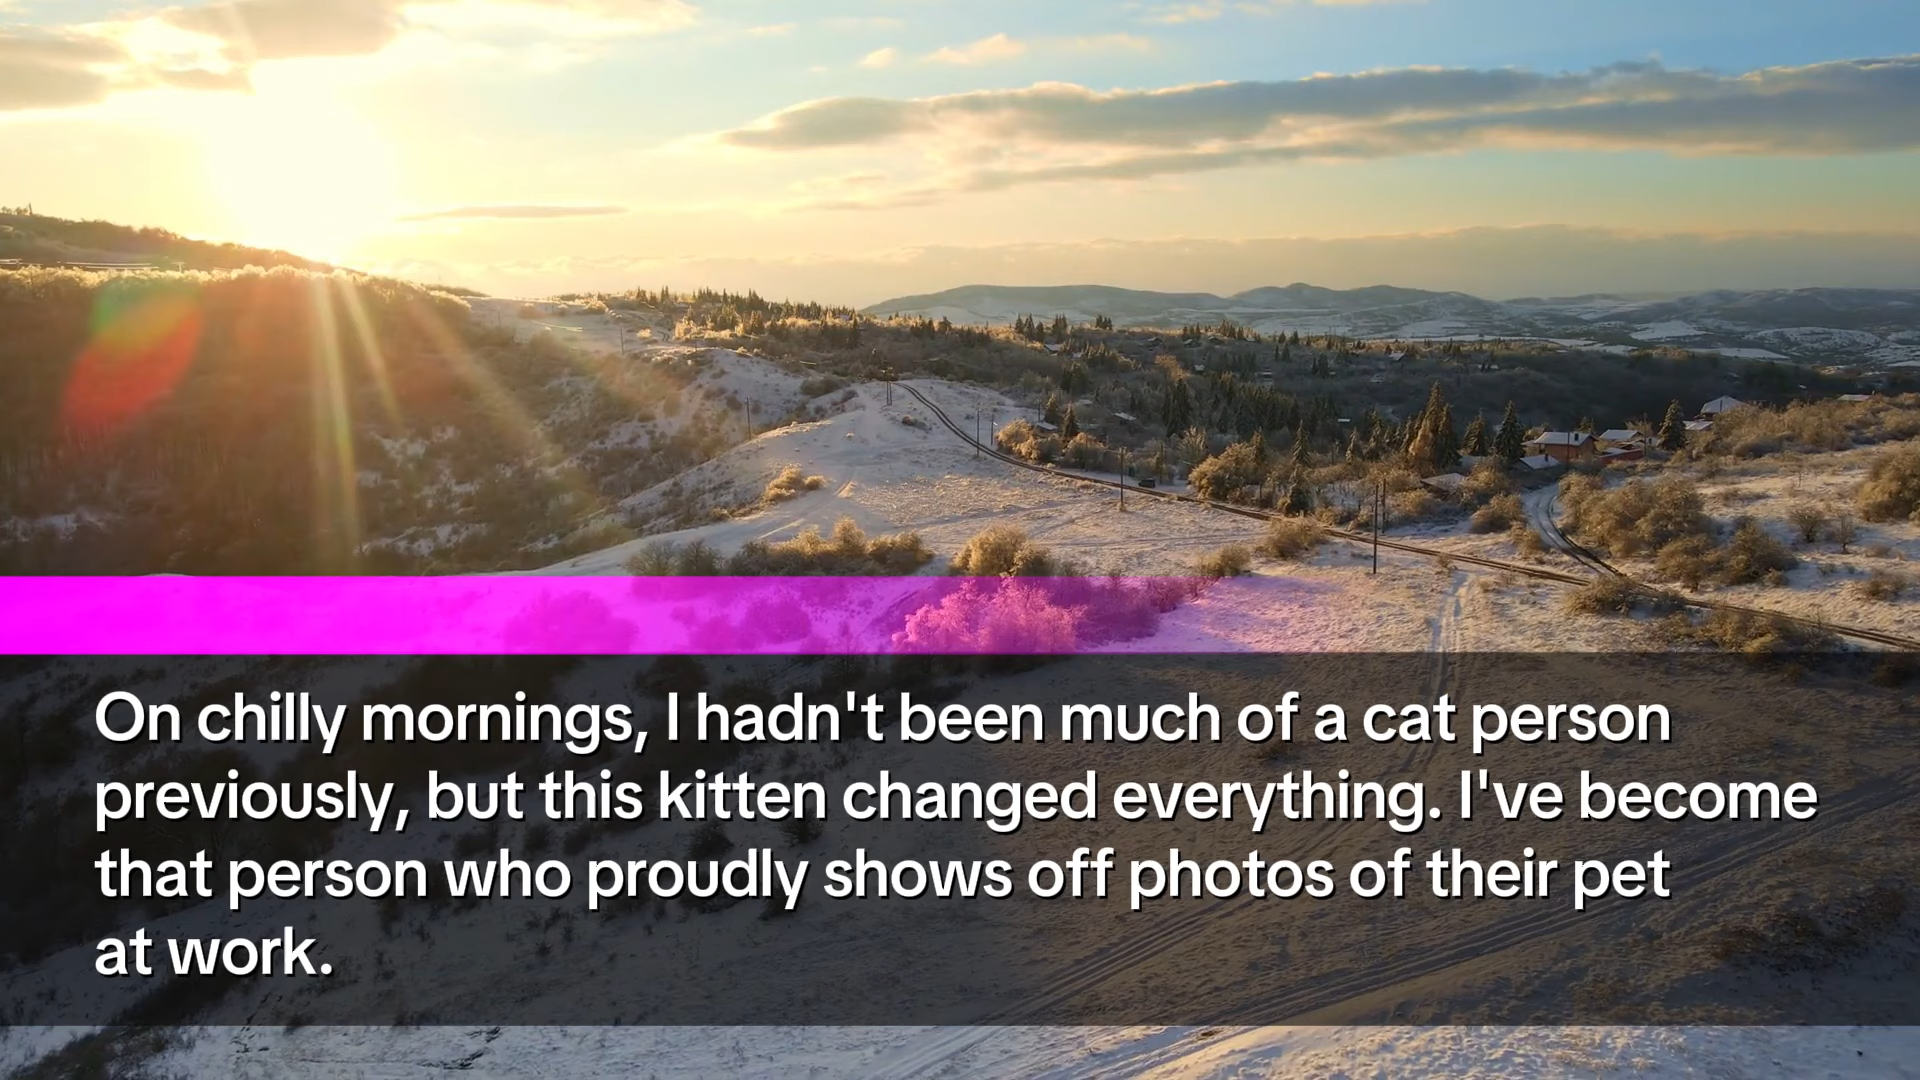 On chilly mornings, I hadn't been much of a cat person
previously, but this kitten changed everything. I've become
that person who proudly shows off photos of their pet
at work.